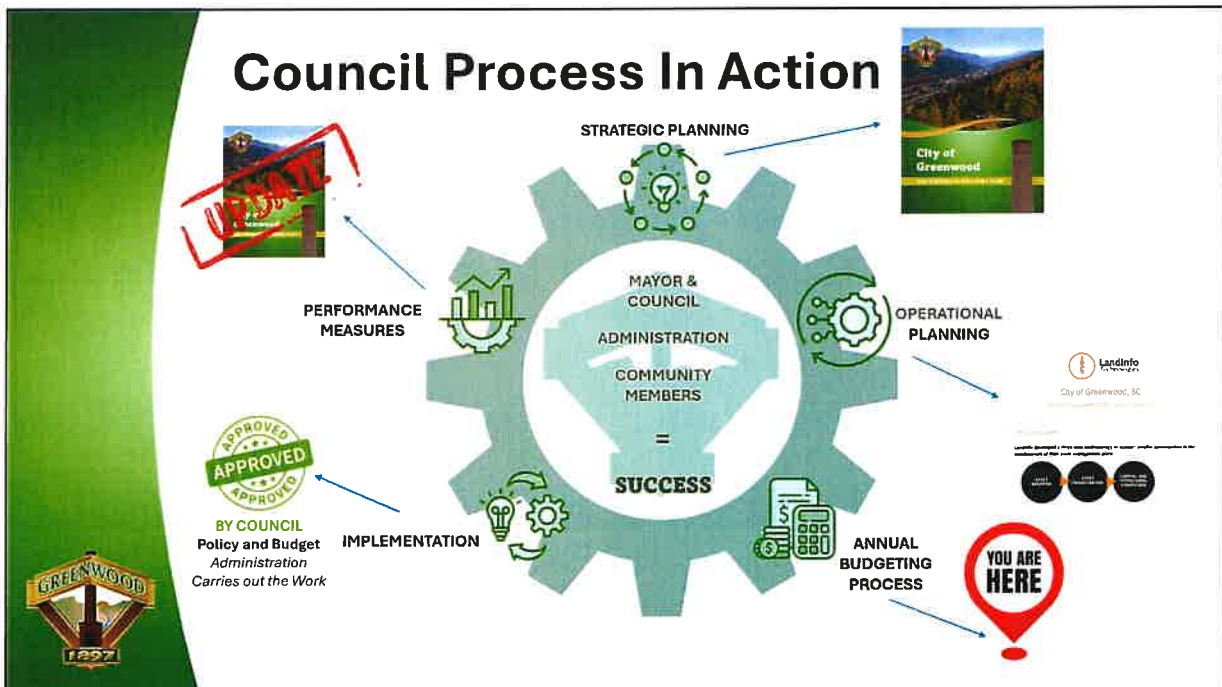 Council Process In Action
STRATEGIC PLANNING
City of
Greenwood
UPDATE
Greenwood
PERFORMANCE
MEASURES
MAYOR &
COUNCIL
ADMINISTRATION
COMMUNITY
MEMBERS
=
SUCCESS
OPERATIONAL
PLANNING
LandInfo
City of Greenwood, BC
APPROVED
APPROVED
APPROVED
BY COUNCIL
Policy and Budget
Administration
Carries out the Work
IMPLEMENTATION
ANNUAL
BUDGETING
PROCESS
YOU ARE
HERE
GREENWOOD
1897